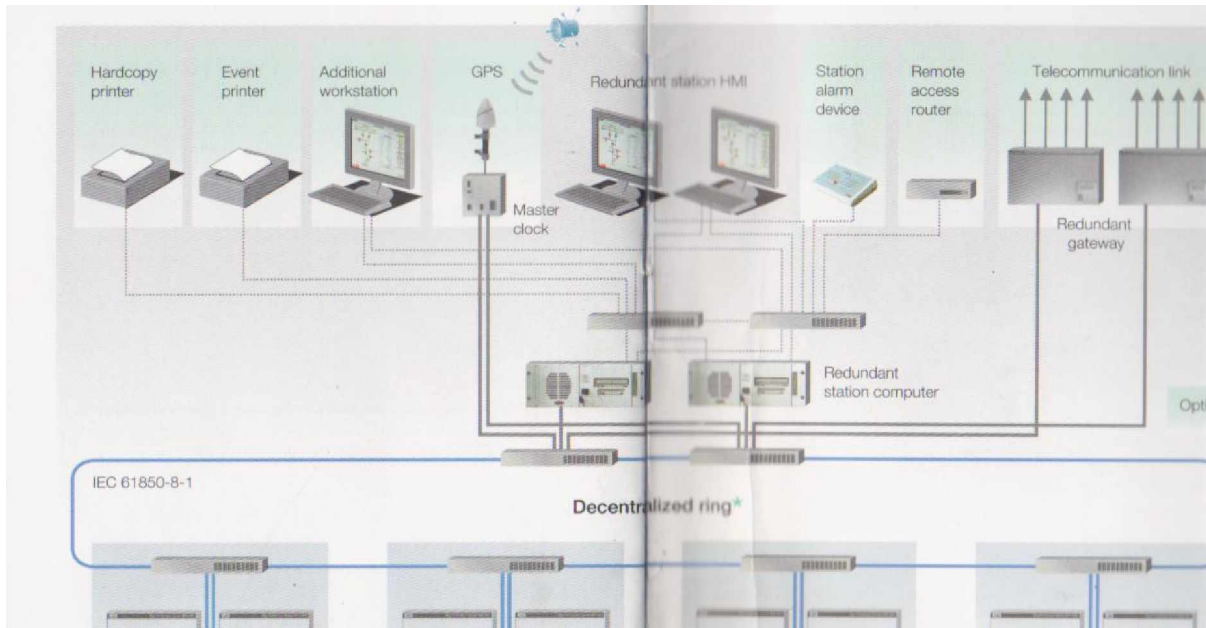 Hardcopy
printer
Event
printer
Additional
workstation
GPS
Redundant station HMI
Station
alarm
device
Remote
access
router
Telecommunication link
Master
clock
Redundant
gateway
Redundant
station computer
Opti
IEC 61850-8-1
Decentralized ring*